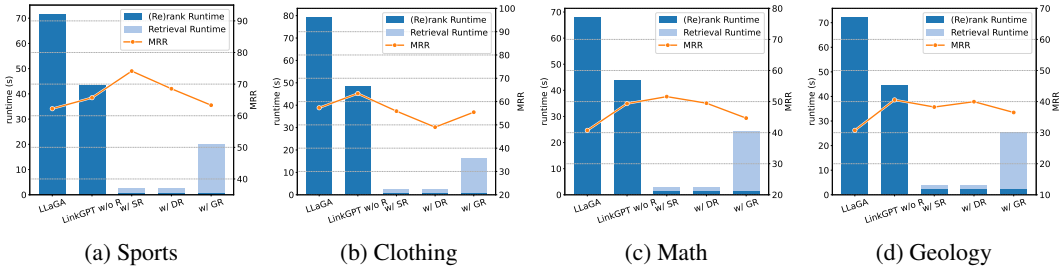 (Re)rank Runtime
Retrieval Runtime
MRR
runtime (s)
MRR
70
60
50
40
30
20
10
0
90
80
70
60
50
40
LLaGA
LinkGPT w/o R
w/ SR
w/ DR
w/ GR
(a) Sports
(Re)rank Runtime
Retrieval Runtime
MRR
runtime (s)
MRR
80
70
60
50
40
30
20
10
0
100
90
80
70
60
50
40
30
20
LLaGA
LinkGPT w/o R
w/ SR
w/ DR
w/ GR
(b) Clothing
(Re)rank Runtime
Retrieval Runtime
MRR
runtime (s)
MRR
70
60
50
40
30
20
10
0
80
70
60
50
40
30
20
LLaGA
LinkGPT w/o R
w/ SR
w/ DR
w/ GR
(c) Math
(Re)rank Runtime
Retrieval Runtime
MRR
runtime (s)
MRR
70
60
50
40
30
20
10
0
70
60
50
40
30
20
10
LLaGA
LinkGPT w/o R
w/ SR
w/ DR
w/ GR
(d) Geology